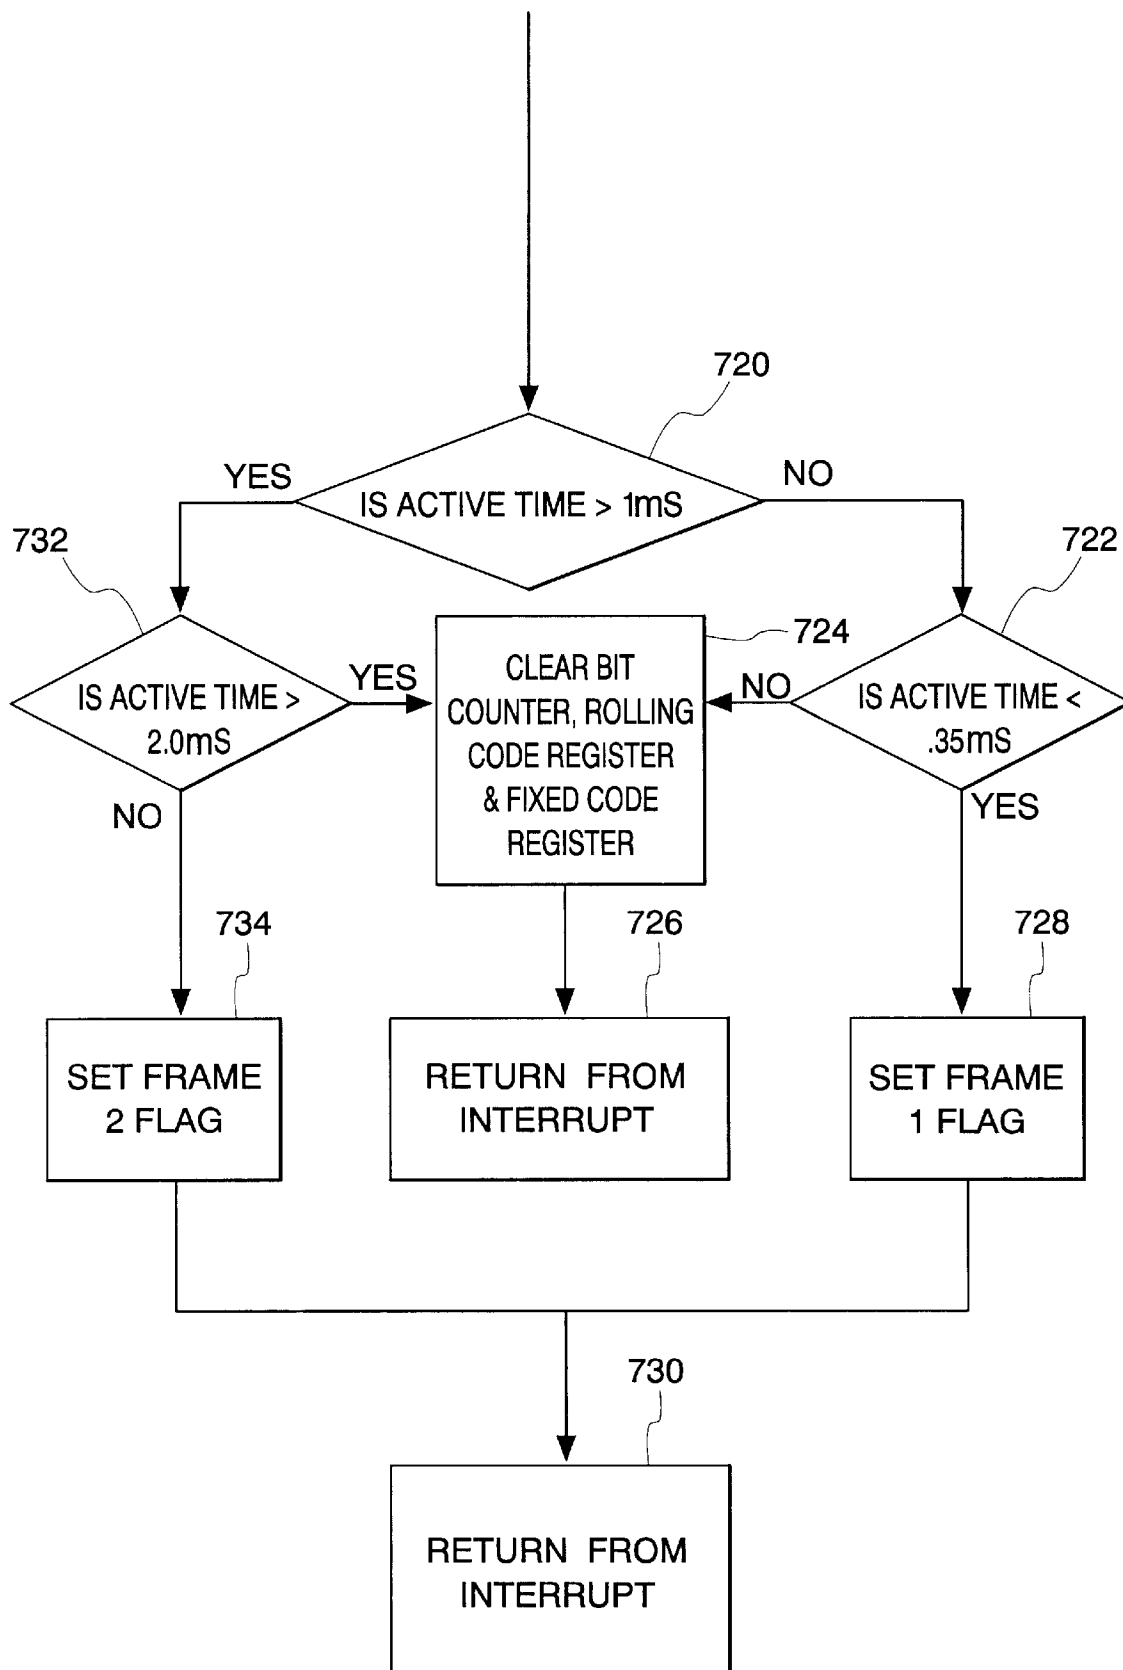 720
YES
NO
IS ACTIVE TIME > 1mS
732
722
724
IS ACTIVE TIME >
2.0mS
YES
CLEAR BIT
COUNTER, ROLLING
CODE REGISTER
& FIXED CODE
REGISTER
NO
IS ACTIVE TIME <
.35mS
NO
YES
734
726
728
SET FRAME
2 FLAG
RETURN FROM
INTERRUPT
SET FRAME
1 FLAG
730
RETURN FROM
INTERRUPT